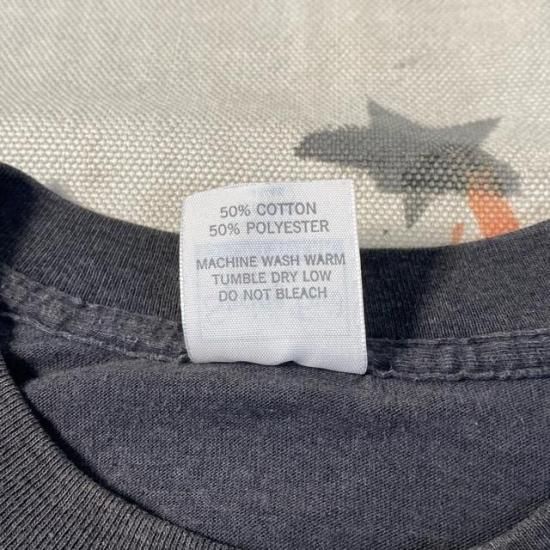 50% COTTON
50% POLYESTER
MACHINE WASH WARM
TUMBLE DRY LOW
DO NOT BLEACH